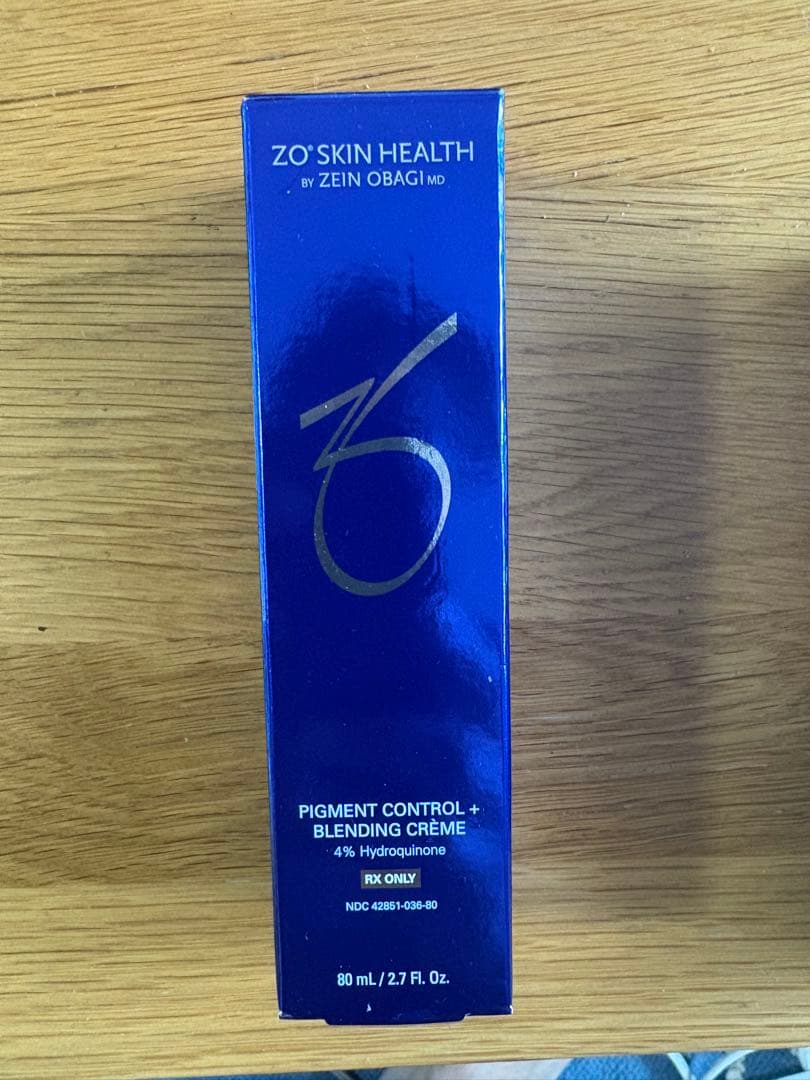 ZO® SKIN HEALTH
BY ZEIN OBAGI MD
ZO
PIGMENT CONTROL +
BLENDING CRÈME
4% Hydroquinone
RX ONLY
NDC 42851-036-80
80 mL / 2.7 Fl. Oz.